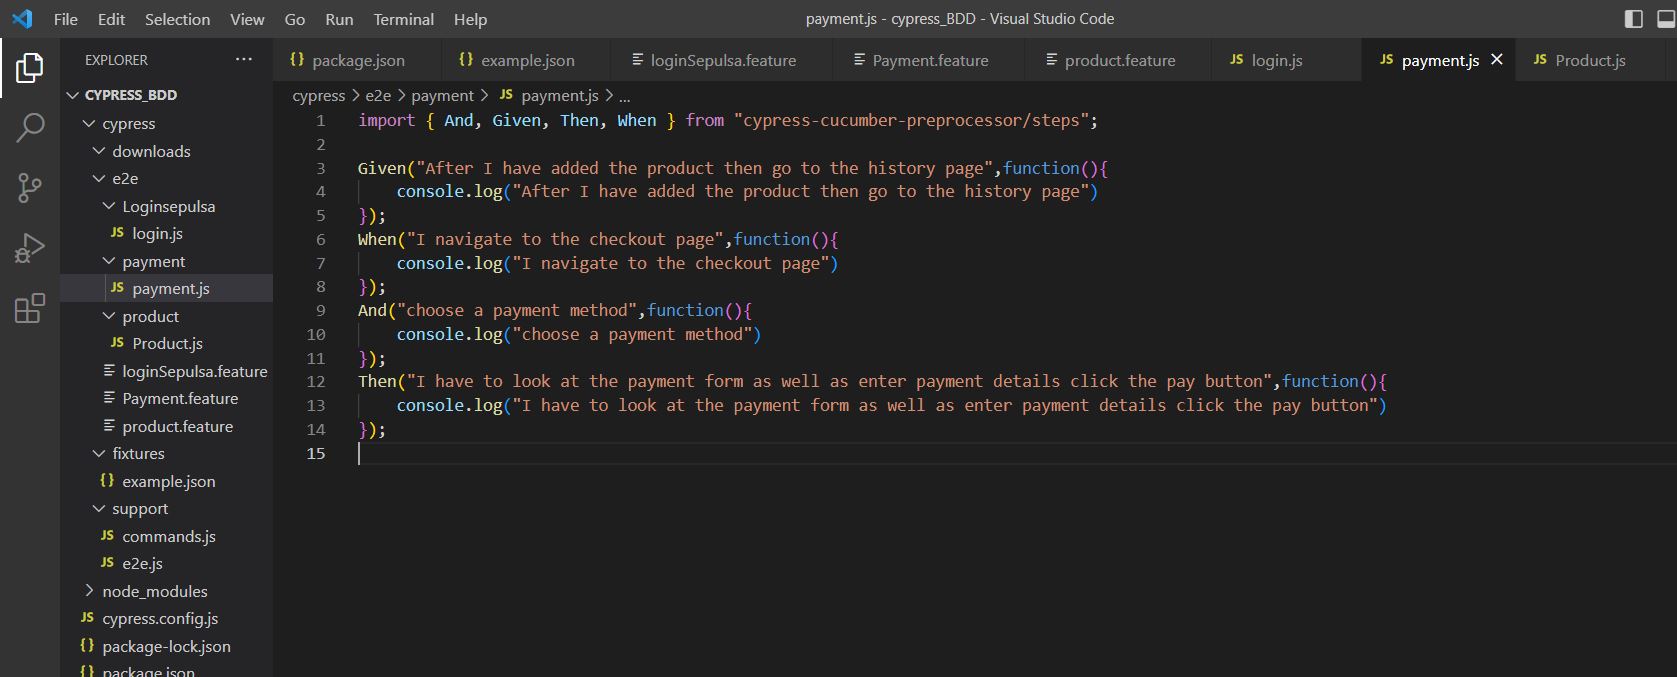 File Edit Selection View Go Run Terminal Help payment.js - cypress_BDD - Visual Studio Code
EXPLORER ...
CYPRESS_BDD
cypress
downloads
e2e
Loginsepulsa
JS login.js
payment
JS payment.js
product
JS Product.js
loginSepulsa.feature
Payment.feature
product.feature
fixtures
{} example.json
support
JS commands.js
JS e2e.js
node_modules
JS cypress.config.js
{} package-lock.json
{} package.json
{} package.json {} example.json loginSepulsa.feature Payment.feature product.feature JS login.js JS payment.js JS Product.js
cypress > e2e > payment > JS payment.js > ...
1 import { And, Given, Then, When } from "cypress-cucumber-preprocessor/steps";
2
3 Given("After I have added the product then go to the history page",function(){
4 console.log("After I have added the product then go to the history page")
5 });
6 When("I navigate to the checkout page",function(){
7 console.log("I navigate to the checkout page")
8 });
9 And("choose a payment method",function(){
10 console.log("choose a payment method")
11 });
12 Then("I have to look at the payment form as well as enter payment details click the pay button",function(){
13 console.log("I have to look at the payment form as well as enter payment details click the pay button")
14 });
15